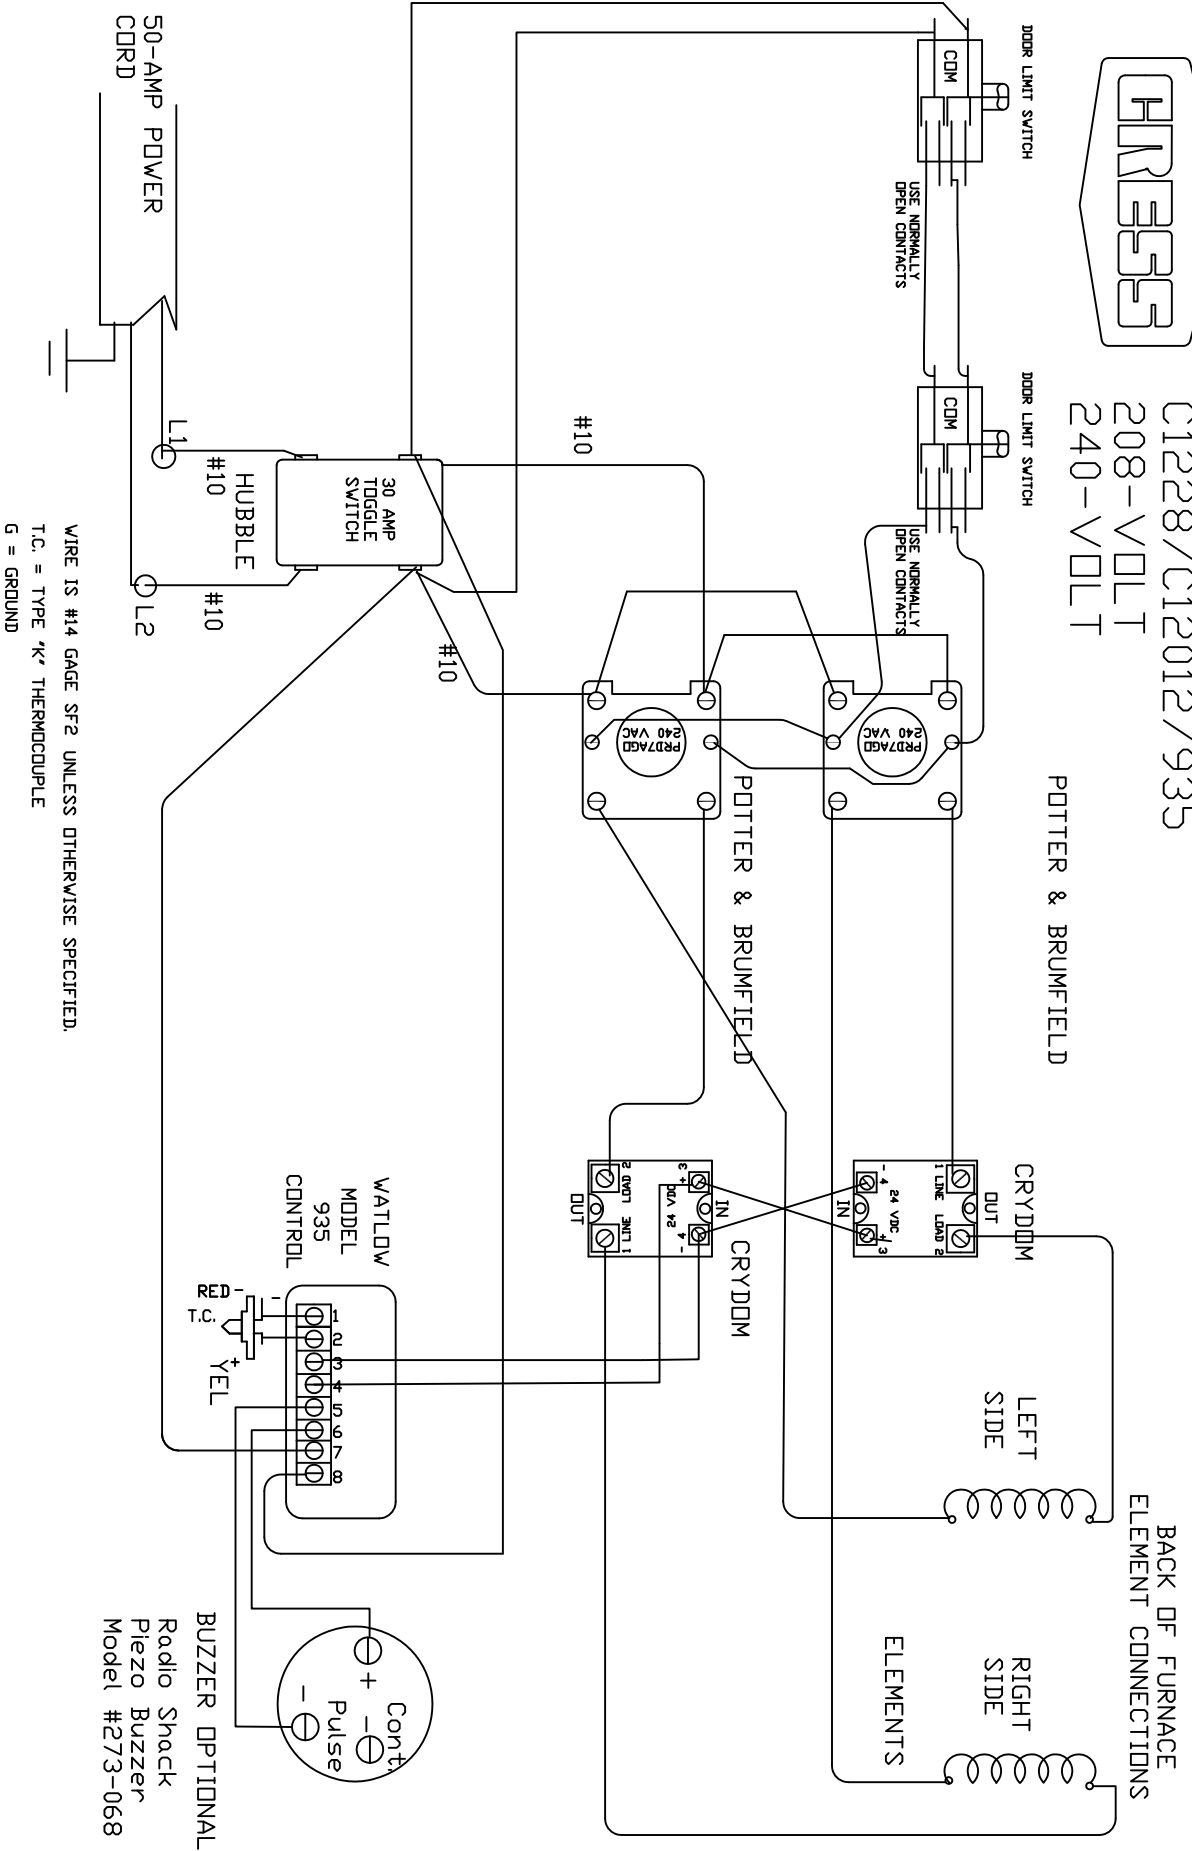 CRESS
C1228/C12012/935
208-VOLT
240-VOLT
DOOR LIMIT SWITCH
COM
USE NORMALLY
OPEN CONTACTS
DOOR LIMIT SWITCH
COM
USE NORMALLY
OPEN CONTACTS
50-AMP POWER
CORD
L1
#10
HUBBLE
L2
#10
30 AMP
TOGGLE
SWITCH
#10
#10
PRD7AGO
240 VAC
PRD7AGO
240 VAC
POTTER & BRUMFIELD
POTTER & BRUMFIELD
CRYDOM
OUT
1 LINE LOAD 2
24 VDC
- 4
+ 3
IN
CRYDOM
IN
3 +
24 VDC
- 4
LOAD 2
1 LINE
OUT
WATLOW
MODEL
935
CONTROL
1
2
3
4
5
6
7
8
RED -
-
T.C.
+
YEL
BACK OF FURNACE
ELEMENT CONNECTIONS
LEFT
SIDE
RIGHT
SIDE
ELEMENTS
Cont.
-
+
Pulse
-
BUZZER OPTIONAL
Radio Shack
Piezo Buzzer
Model #273-068
WIRE IS #14 GAGE SF2 UNLESS OTHERWISE SPECIFIED.
T.C. = TYPE "K" THERMOCOUPLE
G = GROUND